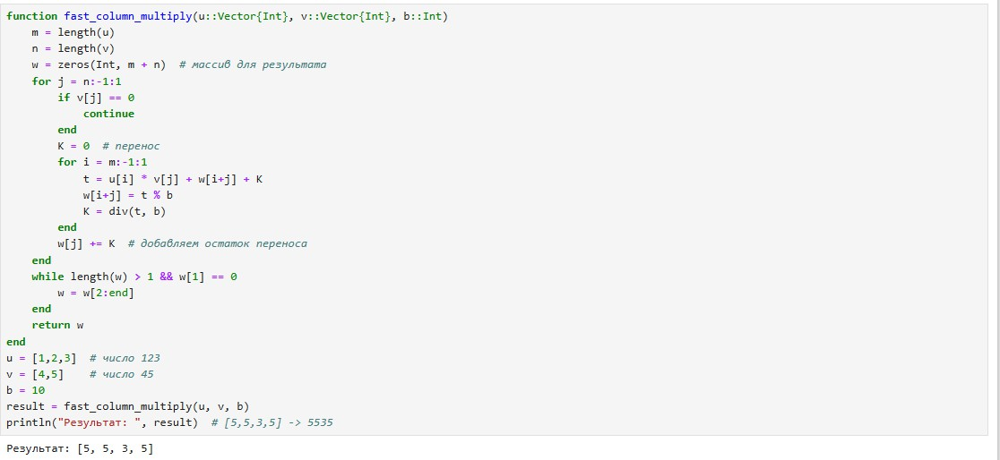 function fast_column_multiply(u::Vector{Int}, v::Vector{Int}, b::Int)
    m = length(u)
    n = length(v)
    w = zeros(Int, m + n)  # массив для результата
    for j = n:-1:1
        if v[j] == 0
            continue
        end
        K = 0  # перенос
        for i = m:-1:1
            t = u[i] * v[j] + w[i+j] + K
            w[i+j] = t % b
            K = div(t, b)
        end
        w[j] += K  # добавляем остаток переноса
    end
    while length(w) > 1 && w[1] == 0
        w = w[2:end]
    end
    return w
end
u = [1,2,3]  # число 123
v = [4,5]    # число 45
b = 10
result = fast_column_multiply(u, v, b)
println("Результат: ", result)  # [5,5,3,5] -> 5535
Результат: [5, 5, 3, 5]